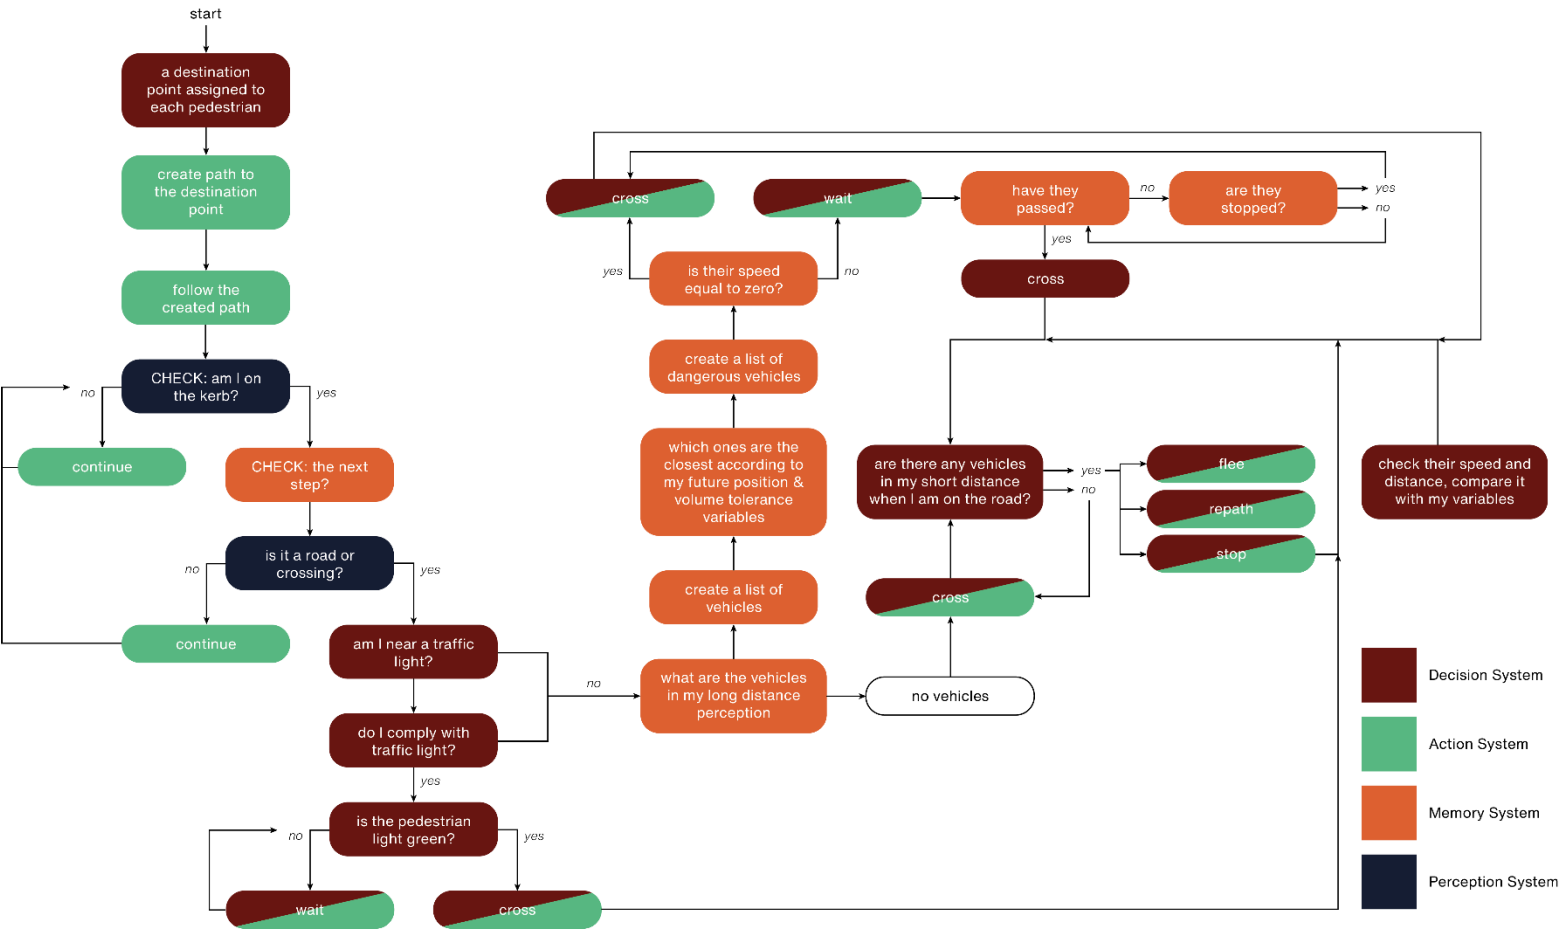 start
a destination
point assigned to
each pedestrian
create path to
the destination
point
follow the
created path
CHECK: am I on
the kerb?
no
yes
continue
CHECK: the next
step?
is it a road or
crossing?
no
yes
continue
am I near a traffic
light?
do I comply with
traffic light?
no
yes
is the pedestrian
light green?
no
yes
wait
cross
what are the vehicles
in my long distance
perception
create a list of
vehicles
which ones are the
closest according to
my future position &
volume tolerance
variables
create a list of
dangerous vehicles
is their speed
equal to zero?
yes
no
cross
wait
have they
passed?
no
are they
stopped?
yes
no
yes
cross
are there any vehicles
in my short distance
when I am on the road?
yes
no
flee
repath
stop
check their speed and
distance, compare it
with my variables
cross
no vehicles
Decision System
Action System
Memory System
Perception System